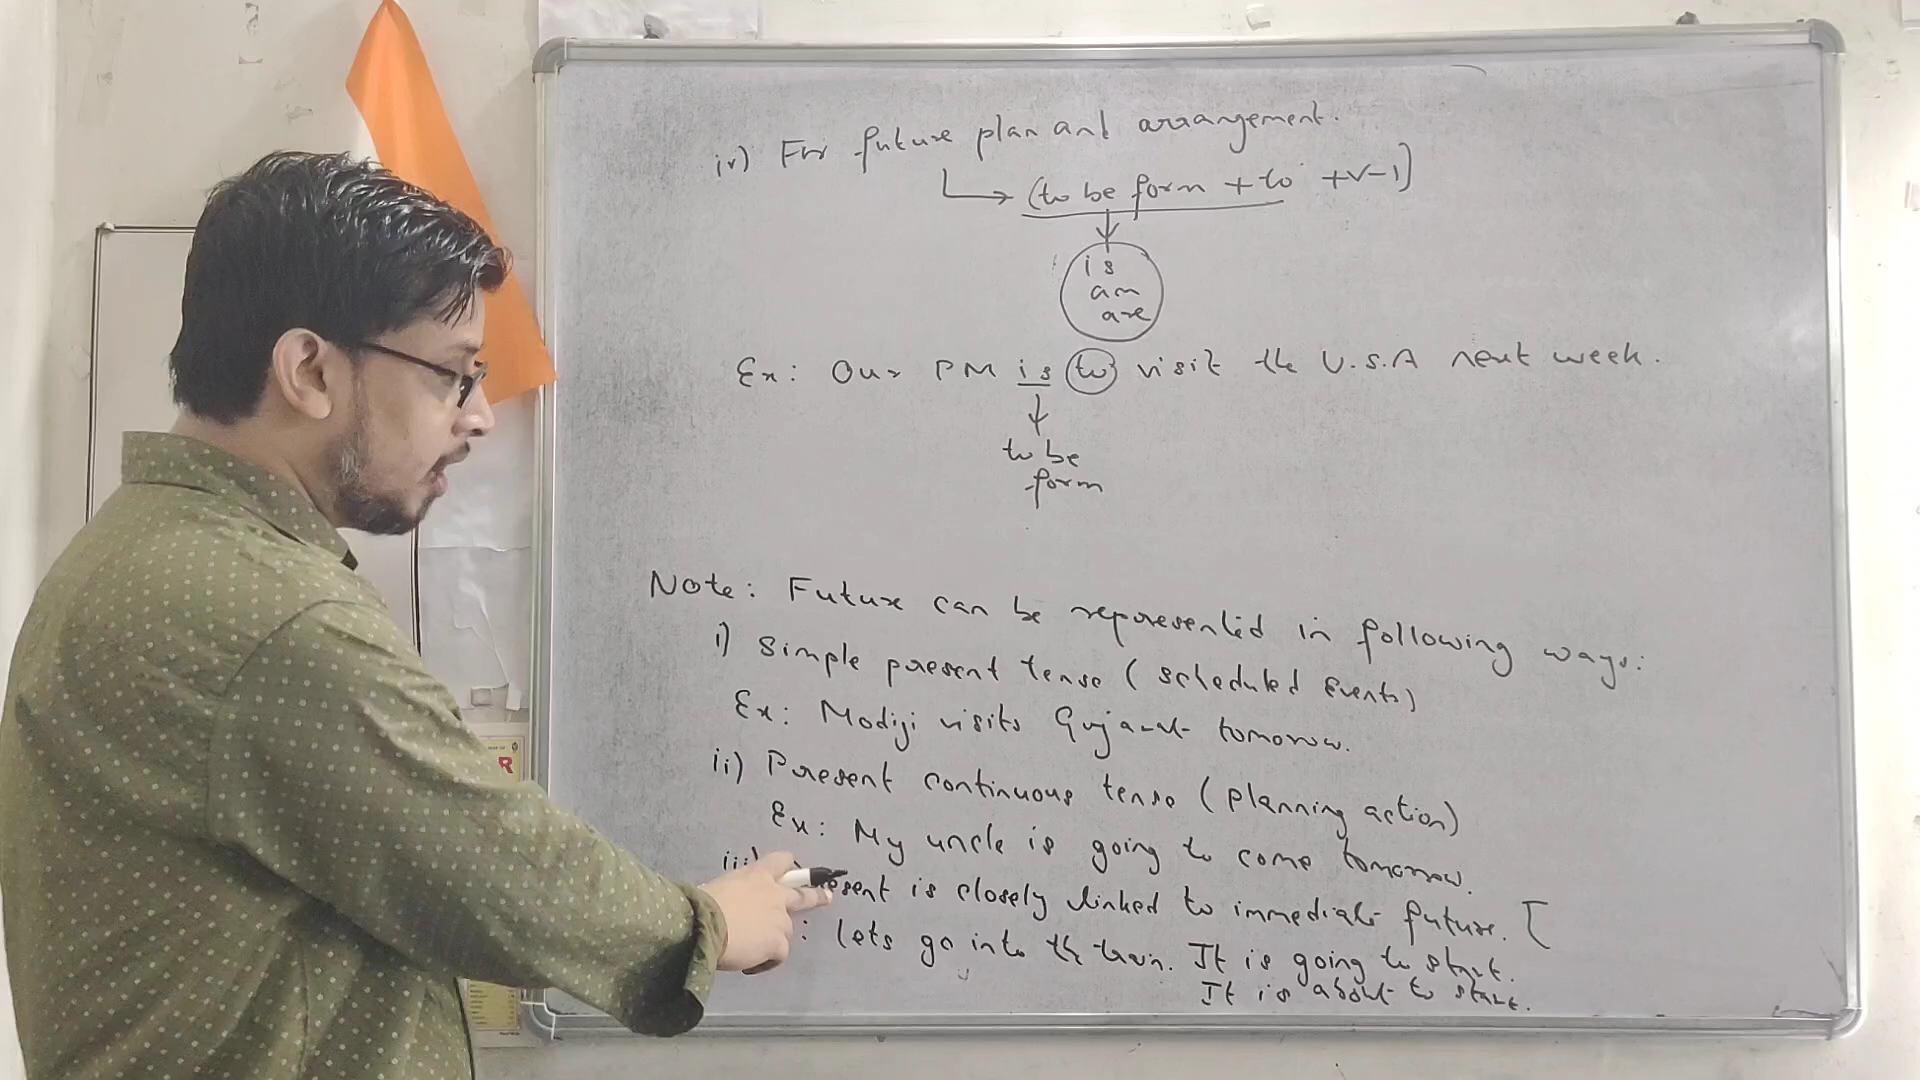 iv) For future plan and arrangement.
(to be form + to + V-1)
is
am
are
Ex: Our PM is to visit the U.S.A next week.
to be
form
Note: Future can be represented in following ways:
i) Simple present tense (scheduled Events)
Ex: Modiji visits Gujarat tomorrow.
ii) Present continuous tense (planning action)
Ex: My uncle is going to come tomorrow.
iii) is closely linked to immediate future. [
: lets go into the train. It is going to start.
It is about to start.
R